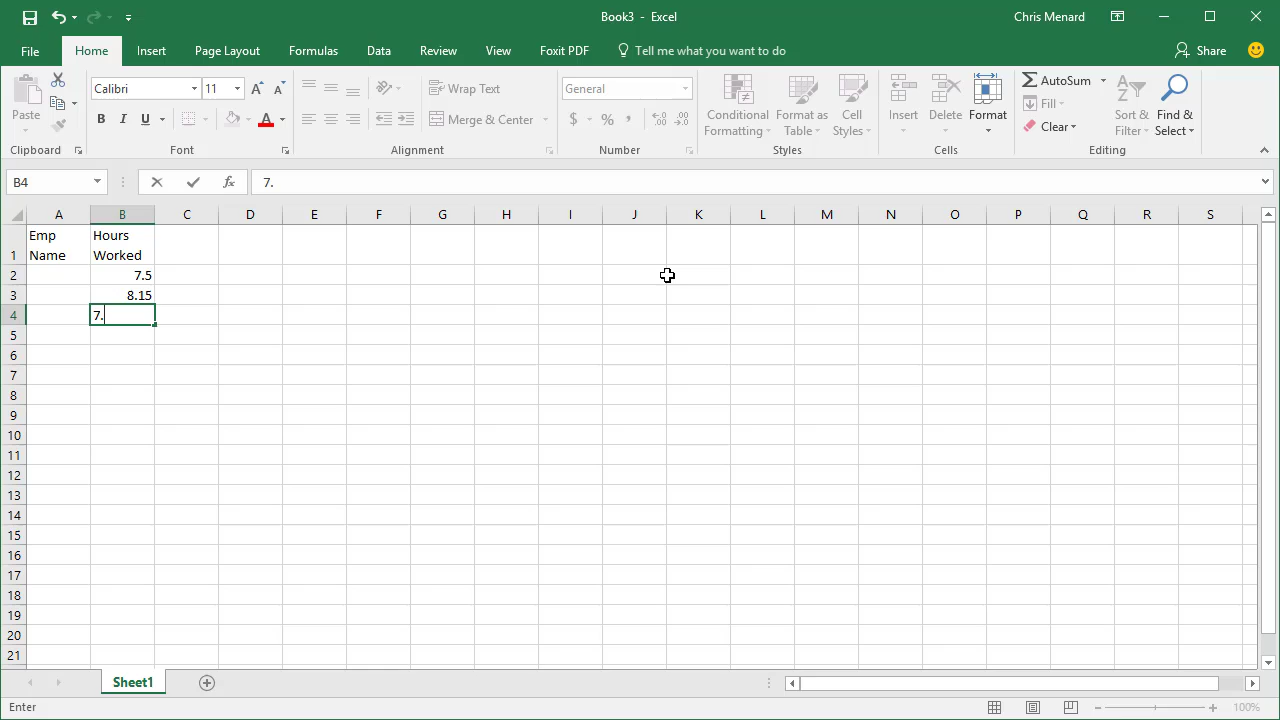 Book3 - Excel
Chris Menard
File Home Insert Page Layout Formulas Data Review View Foxit PDF Tell me what you want to do Share
Paste
Clipboard
Calibri 11
B I U A
Font
Wrap Text
Merge & Center
Alignment
General
$ % ,
Number
Conditional Formatting
Format as Table
Cell Styles
Styles
Insert Delete Format
Cells
AutoSum
Fill
Clear
Sort & Filter
Find & Select
Editing
B4 fx 7.
A B C D E F G H I J K L M N O P Q R S
1 Emp Name Hours Worked
2 7.5
3 8.15
4 7.
5
6
7
8
9
10
11
12
13
14
15
16
17
18
19
20
21
Sheet1
Enter 100%